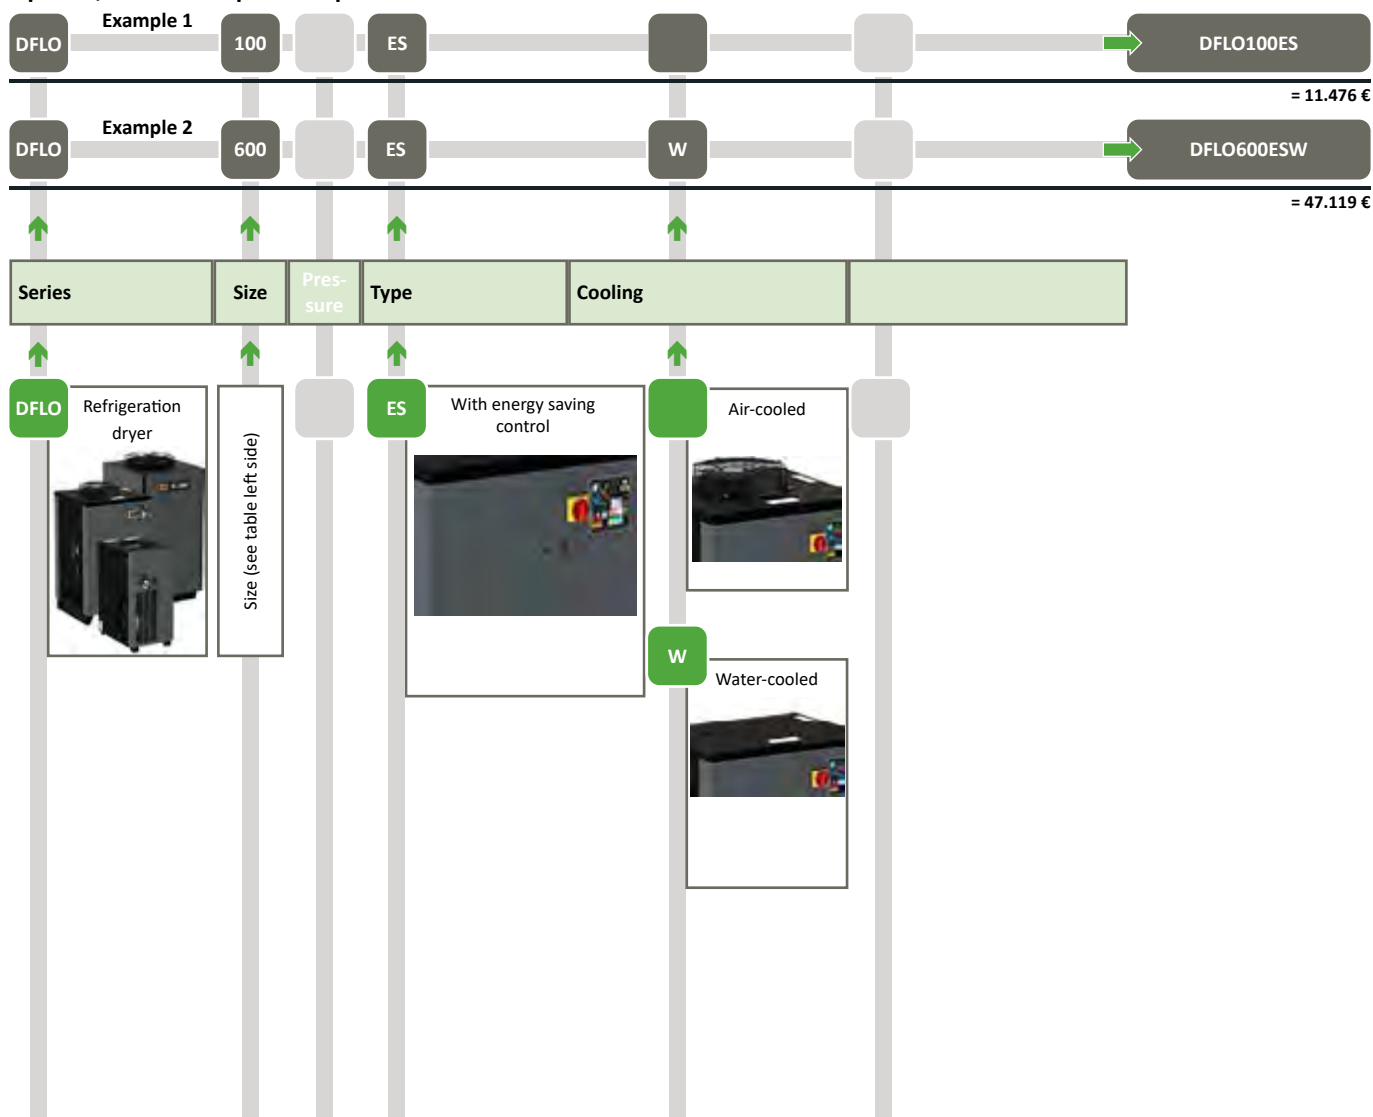 Example 1
DFLO 100 ES DFLO100ES
= 11.476 €
Example 2
DFLO 600 ES W DFLO600ESW
= 47.119 €
Series Size Pres-
sure Type Cooling
DFLO Refrigeration
dryer
Size (see table left side)
ES With energy saving
control
Air-cooled
W
Water-cooled